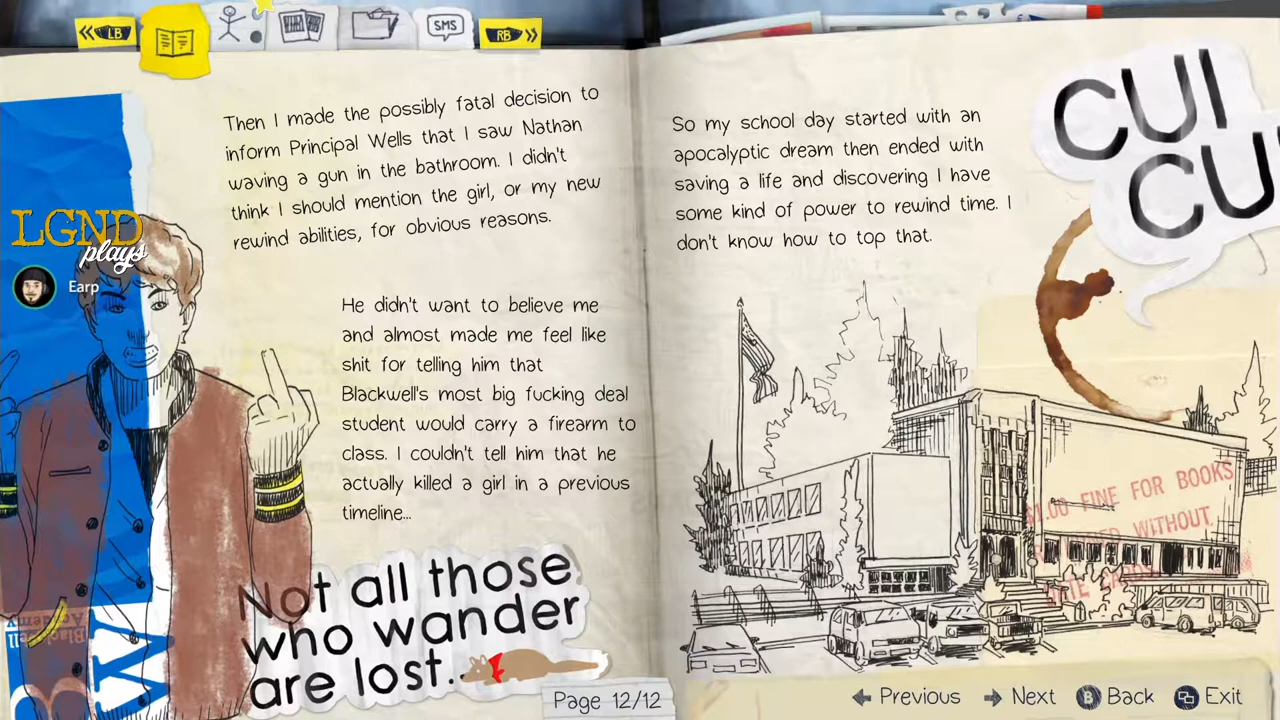 LB
SMS
RB
Then I made the possibly fatal decision to
inform Principal Wells that I saw Nathan
waving a gun in the bathroom. I didn't
think I should mention the girl, or my new
rewind abilities, for obvious reasons.
He didn't want to believe me
and almost made me feel like
shit for telling him that
Blackwell's most big fucking deal
student would carry a firearm to
class. I couldn't tell him that he
actually killed a girl in a previous
timeline...
LGND
plays
Earp
Not all those
who wander
are lost.
So my school day started with an
apocalyptic dream then ended with
saving a life and discovering I have
some kind of power to rewind time. I
don't know how to top that.
CUI
CU
$1.00 FINE FOR BOOKS
WITHOUT
Page 12/12
Previous
Next
B Back
Exit